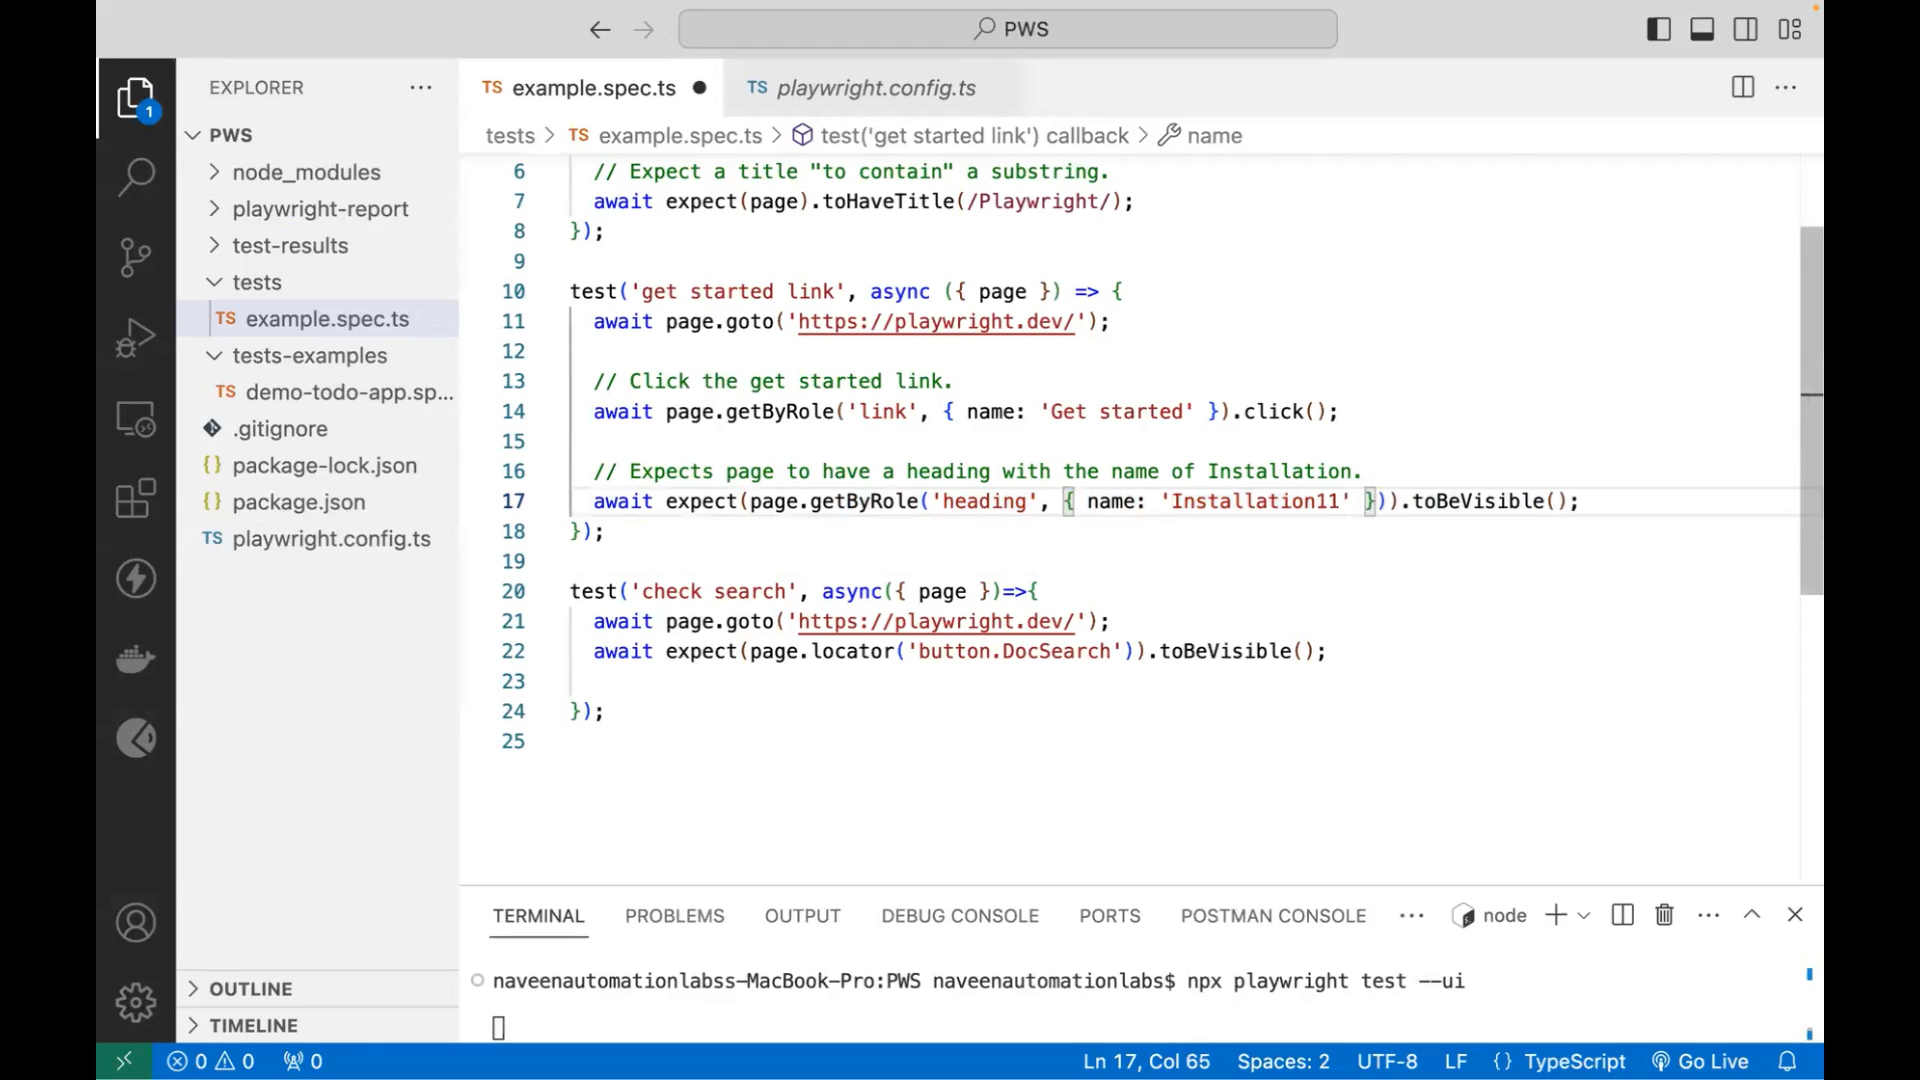 PWS
EXPLORER
1
PWS
node_modules
playwright-report
test-results
tests
TS example.spec.ts
tests-examples
TS demo-todo-app.sp...
.gitignore
{} package-lock.json
{} package.json
TS playwright.config.ts
OUTLINE
TIMELINE
TS example.spec.ts
TS playwright.config.ts
tests > TS example.spec.ts > test('get started link') callback > name
6 // Expect a title "to contain" a substring.
7 await expect(page).toHaveTitle(/Playwright/);
8 });
9
10 test('get started link', async ({ page }) => {
11 await page.goto('https://playwright.dev/');
12
13 // Click the get started link.
14 await page.getByRole('link', { name: 'Get started' }).click();
15
16 // Expects page to have a heading with the name of Installation.
17 await expect(page.getByRole('heading', { name: 'Installation11' })).toBeVisible();
18 });
19
20 test('check search', async({ page })=>{
21 await page.goto('https://playwright.dev/');
22 await expect(page.locator('button.DocSearch')).toBeVisible();
23
24 });
25
TERMINAL PROBLEMS OUTPUT DEBUG CONSOLE PORTS POSTMAN CONSOLE ... node
naveenautomationlabss-MacBook-Pro:PWS naveenautomationlabs$ npx playwright test --ui
0 0 0 Ln 17, Col 65 Spaces: 2 UTF-8 LF {} TypeScript Go Live